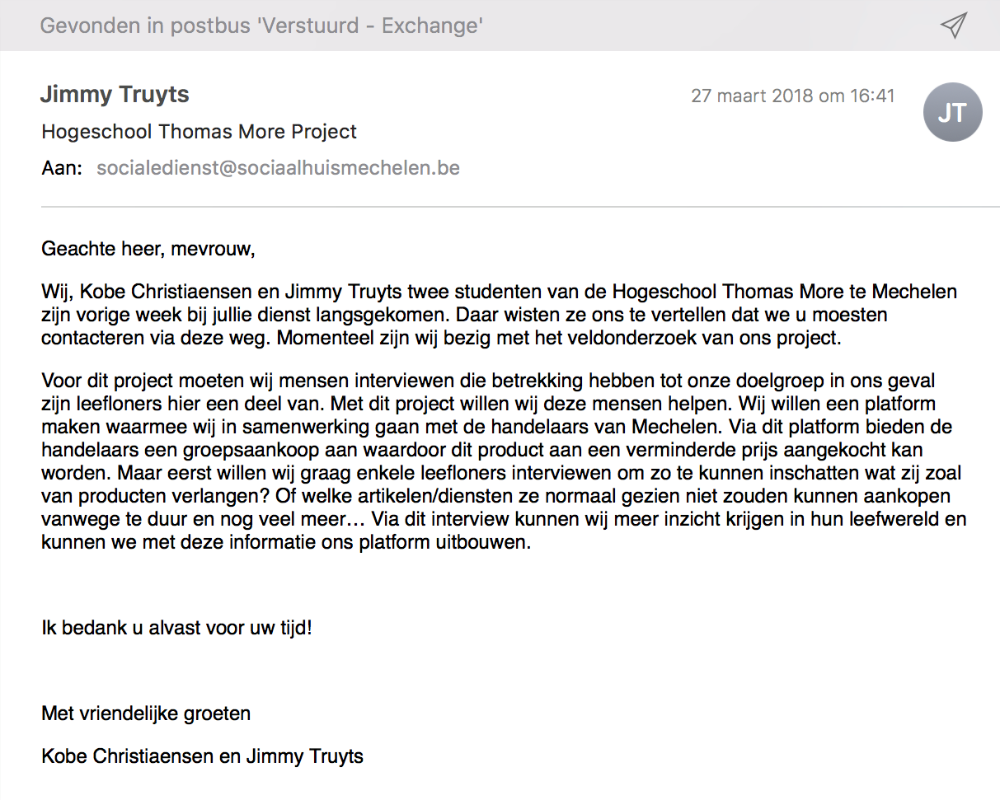 Gevonden in postbus 'Verstuurd - Exchange'
Jimmy Truyts
27 maart 2018 om 16:41
JT
Hogeschool Thomas More Project
Aan: socialedienst@sociaalhuismechelen.be
Geachte heer, mevrouw,
Wij, Kobe Christiaensen en Jimmy Truyts twee studenten van de Hogeschool Thomas More te Mechelen
zijn vorige week bij jullie dienst langsgekomen. Daar wisten ze ons te vertellen dat we u moesten
contacteren via deze weg. Momenteel zijn wij bezig met het veldonderzoek van ons project.
Voor dit project moeten wij mensen interviewen die betrekking hebben tot onze doelgroep in ons geval
zijn leefloners hier een deel van. Met dit project willen wij deze mensen helpen. Wij willen een platform
maken waarmee wij in samenwerking gaan met de handelaars van Mechelen. Via dit platform bieden de
handelaars een groepsaankoop aan waardoor dit product aan een verminderde prijs aangekocht kan
worden. Maar eerst willen wij graag enkele leefloners interviewen om zo te kunnen inschatten wat zij zoal
van producten verlangen? Of welke artikelen/diensten ze normaal gezien niet zouden kunnen aankopen
vanwege te duur en nog veel meer… Via dit interview kunnen wij meer inzicht krijgen in hun leefwereld en
kunnen we met deze informatie ons platform uitbouwen.
Ik bedank u alvast voor uw tijd!
Met vriendelijke groeten
Kobe Christiaensen en Jimmy Truyts